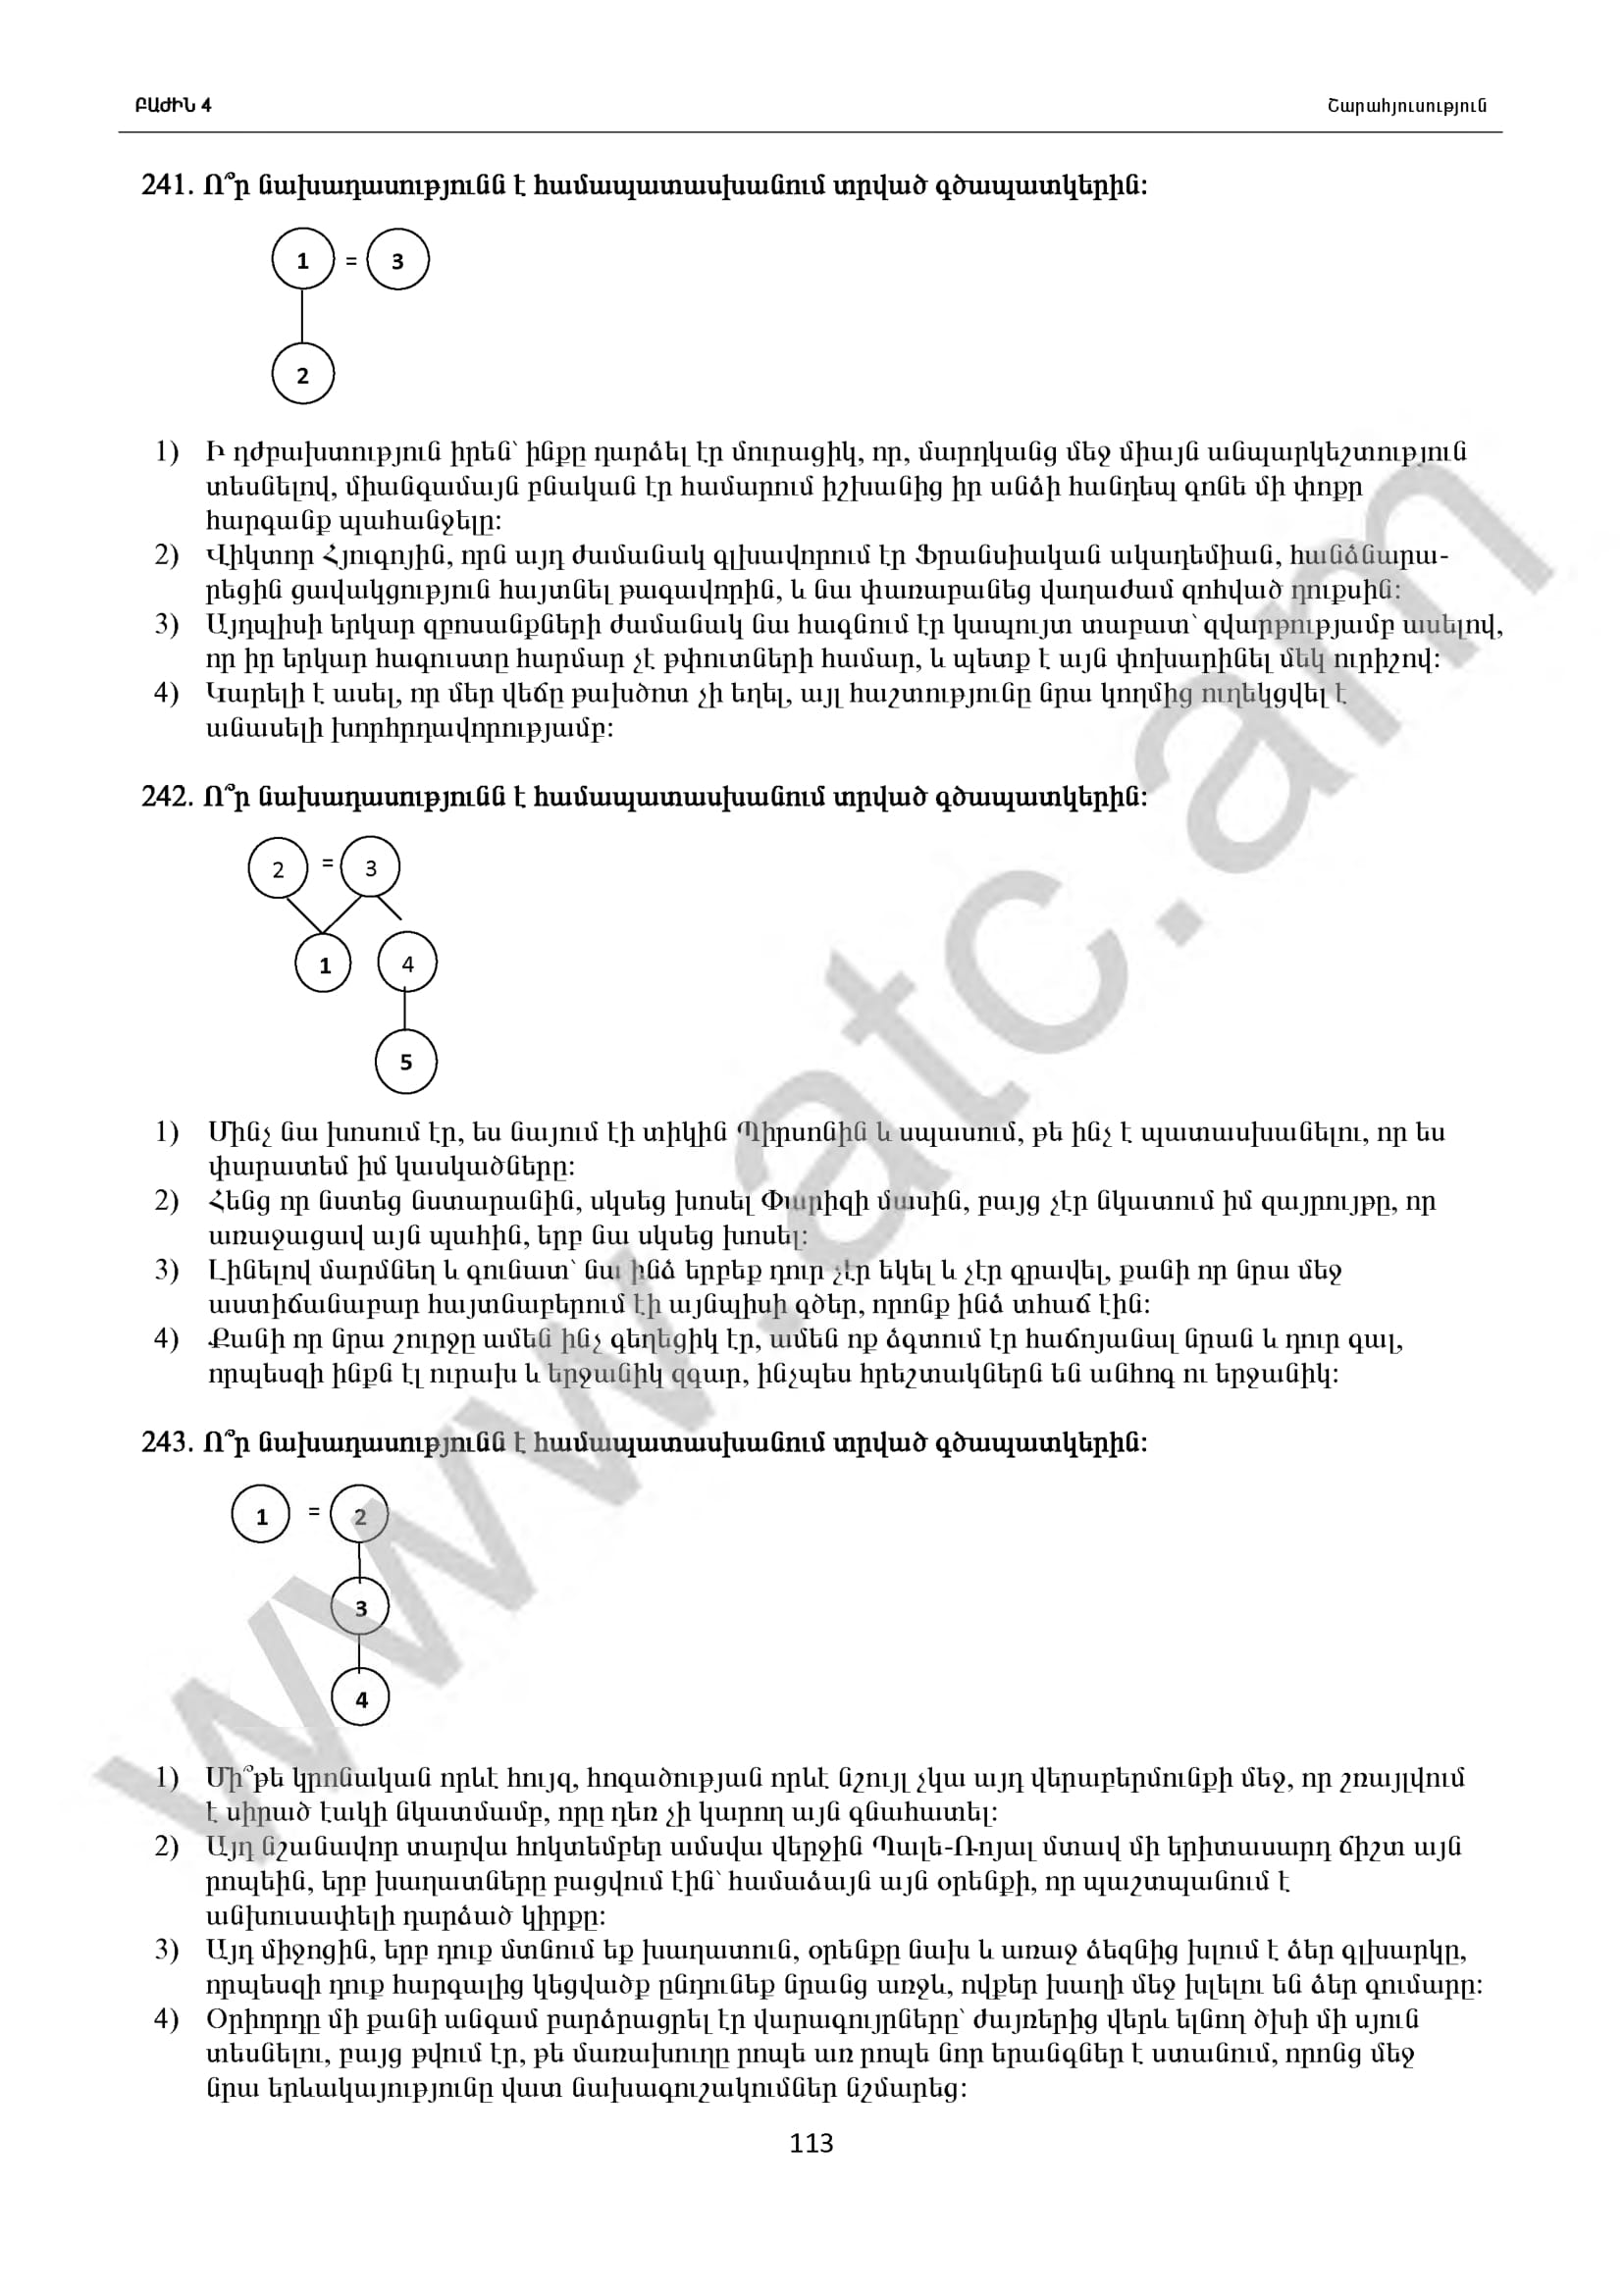 ԲԱԺԻՆ 4 Շարահյուսություն
241. Ո՞ր նախադասությունն է համապատասխանում տրված գծապատկերին:
1 = 3
2
1) Ի դժբախտություն իրեն՝ ինքը դարձել էր մուրացիկ, որ, մարդկանց մեջ միայն անպարկեշտություն
տեսնելով, միանգամայն բնական էր համարում իշխանից իր անձի հանդեպ գոնե մի փոքր
հարգանք պահանջելը:
2) Վիկտոր Հյուգոյին, որն այդ ժամանակ գլխավորում էր Ֆրանսիական ակադեմիան, հանձնարա-
րեցին ցավակցություն հայտնել թագավորին, և նա փառաբանեց վաղաժամ զոհված դուքսին:
3) Այդպիսի երկար զբոսանքների ժամանակ նա հագնում էր կապույտ տաբատ՝ զվարթությամբ ասելով,
որ իր երկար հագուստը հարմար չէ թփուտների համար, և պետք է այն փոխարինել մեկ ուրիշով:
4) Կարելի է ասել, որ մեր վեճը թախծոտ չի եղել, այլ հաշտությունը նրա կողմից ուղեկցվել է
անասելի խորհրդավորությամբ:
242. Ո՞ր նախադասությունն է համապատասխանում տրված գծապատկերին:
2 = 3
1 4
5
1) Մինչ նա խոսում էր, ես նայում էի տիկին Պիրսոնին և սպասում, թե ինչ է պատասխանելու, որ ես
փարատեմ իմ կասկածները:
2) Հենց որ նստեց նստարանին, սկսեց խոսել Փարիզի մասին, բայց չէր նկատում իմ զայրույթը, որ
առաջացավ այն պահին, երբ նա սկսեց խոսել:
3) Լինելով մարմնեղ և գունատ՝ նա ինձ երբեք դուր չէր եկել և չէր գրավել, քանի որ նրա մեջ
աստիճանաբար հայտնաբերում էի այնպիսի գծեր, որոնք ինձ տհաճ էին:
4) Քանի որ նրա շուրջը ամեն ինչ գեղեցիկ էր, ամեն ոք ձգտում էր հաճոյանալ նրան և դուր գալ,
որպեսզի ինքն էլ ուրախ և երջանիկ զգար, ինչպես հրեշտակներն են անհոգ ու երջանիկ:
243. Ո՞ր նախադասությունն է համապատասխանում տրված գծապատկերին:
1 = 2
3
4
1) Մի՞թե կրոնական որևէ հույզ, հոգածության որևէ նշույլ չկա այդ վերաբերմունքի մեջ, որ շռայլվում
է սիրած էակի նկատմամբ, որը դեռ չի կարող այն գնահատել:
2) Այդ նշանավոր տարվա հոկտեմբեր ամսվա վերջին Պալե-Ռոյալ մտավ մի երիտասարդ ճիշտ այն
րոպեին, երբ խաղատները բացվում էին՝ համաձայն այն օրենքի, որ պաշտպանում է
անխուսափելի դարձած կիրքը:
3) Այդ միջոցին, երբ դուք մտնում եք խաղատուն, օրենքը նախ և առաջ ձեզնից խլում է ձեր գլխարկը,
որպեսզի դուք հարգալից կեցվածք ընդունեք նրանց առջև, ովքեր խաղի մեջ խլելու են ձեր գումարը:
4) Օրիորդը մի քանի անգամ բարձրացրել էր վարագույրները՝ ժայռերից վերև ելնող ծխի մի սյուն
տեսնելու, բայց թվում էր, թե մառախուղը րոպե առ րոպե նոր երանգներ է ստանում, որոնց մեջ
նրա երևակայությունը վատ նախագուշակումներ նշմարեց:
113
www.atc.am